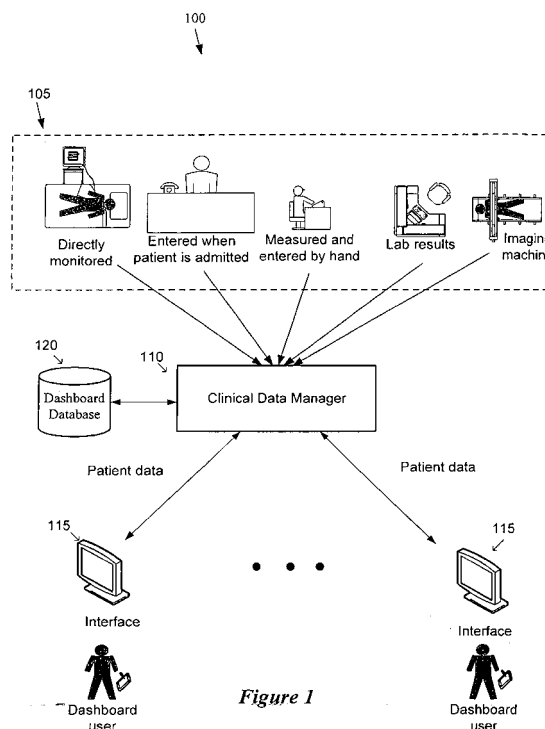 100
105
Directly
monitored
Entered when
patient is admitted
Measured and
entered by hand
Lab results
Imagin
machin
120
110
Dashboard
Database
Clinical Data Manager
Patient data
Patient data
115
115
Interface
Interface
Figure 1
Dashboard
user
Dashboard
user